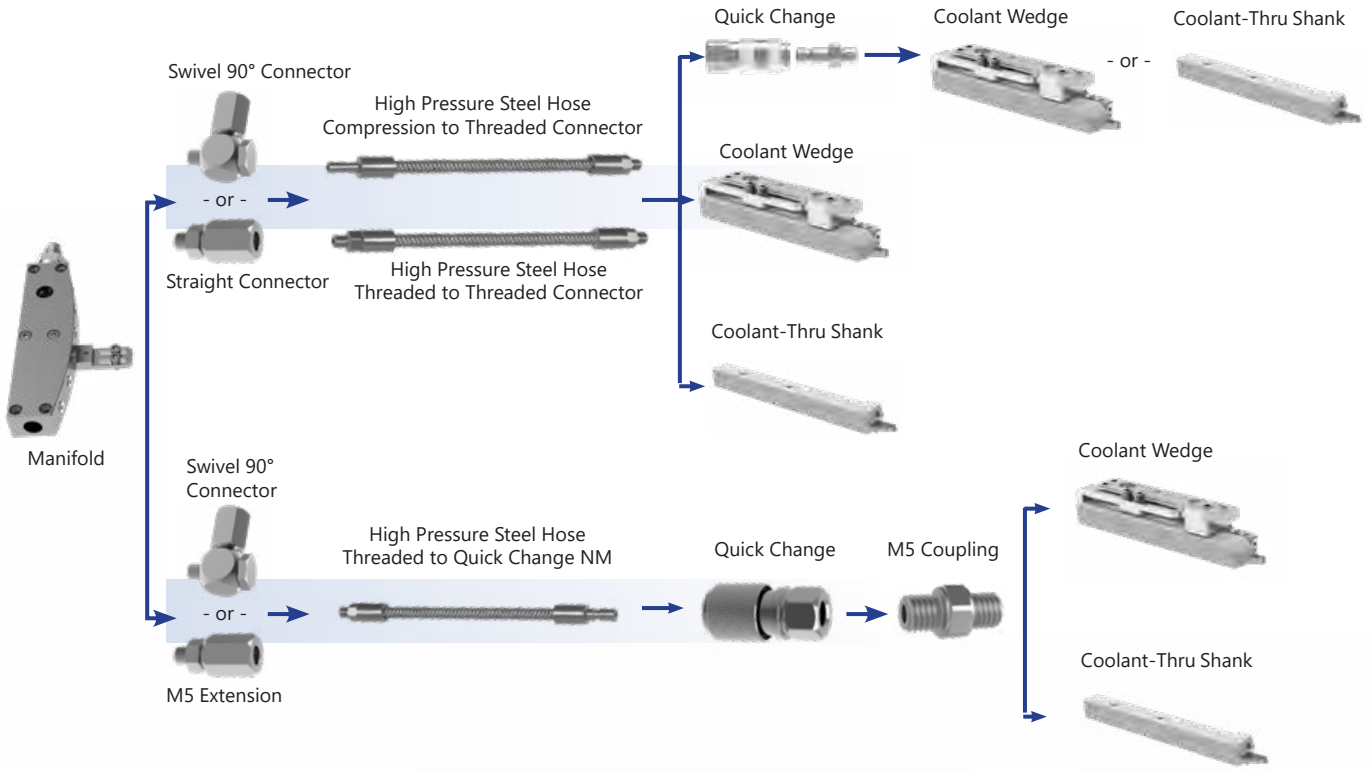 Quick Change
Coolant Wedge
Coolant-Thru Shank
- or -
Swivel 90° Connector
High Pressure Steel Hose
Compression to Threaded Connector
Coolant Wedge
- or -
Straight Connector
High Pressure Steel Hose
Threaded to Threaded Connector
Coolant-Thru Shank
Manifold
Swivel 90°
Connector
High Pressure Steel Hose
Threaded to Quick Change NM
Quick Change
M5 Coupling
Coolant Wedge
- or -
M5 Extension
Coolant-Thru Shank